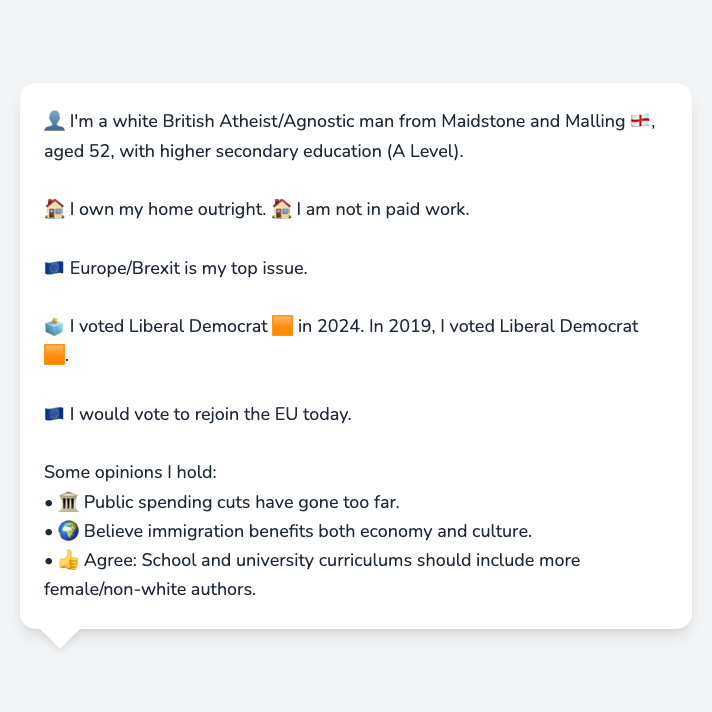 👤 I'm a white British Atheist/Agnostic man from Maidstone and Malling 🏴󠁧󠁢󠁥󠁮󠁧󠁿,
aged 52, with higher secondary education (A Level).
🏠 I own my home outright. 🏠 I am not in paid work.
🇪🇺 Europe/Brexit is my top issue.
🗳️ I voted Liberal Democrat 🟧 in 2024. In 2019, I voted Liberal Democrat
🟧.
🇪🇺 I would vote to rejoin the EU today.
Some opinions I hold:
• 🏛️ Public spending cuts have gone too far.
• 🌍 Believe immigration benefits both economy and culture.
• 👍 Agree: School and university curriculums should include more
female/non-white authors.